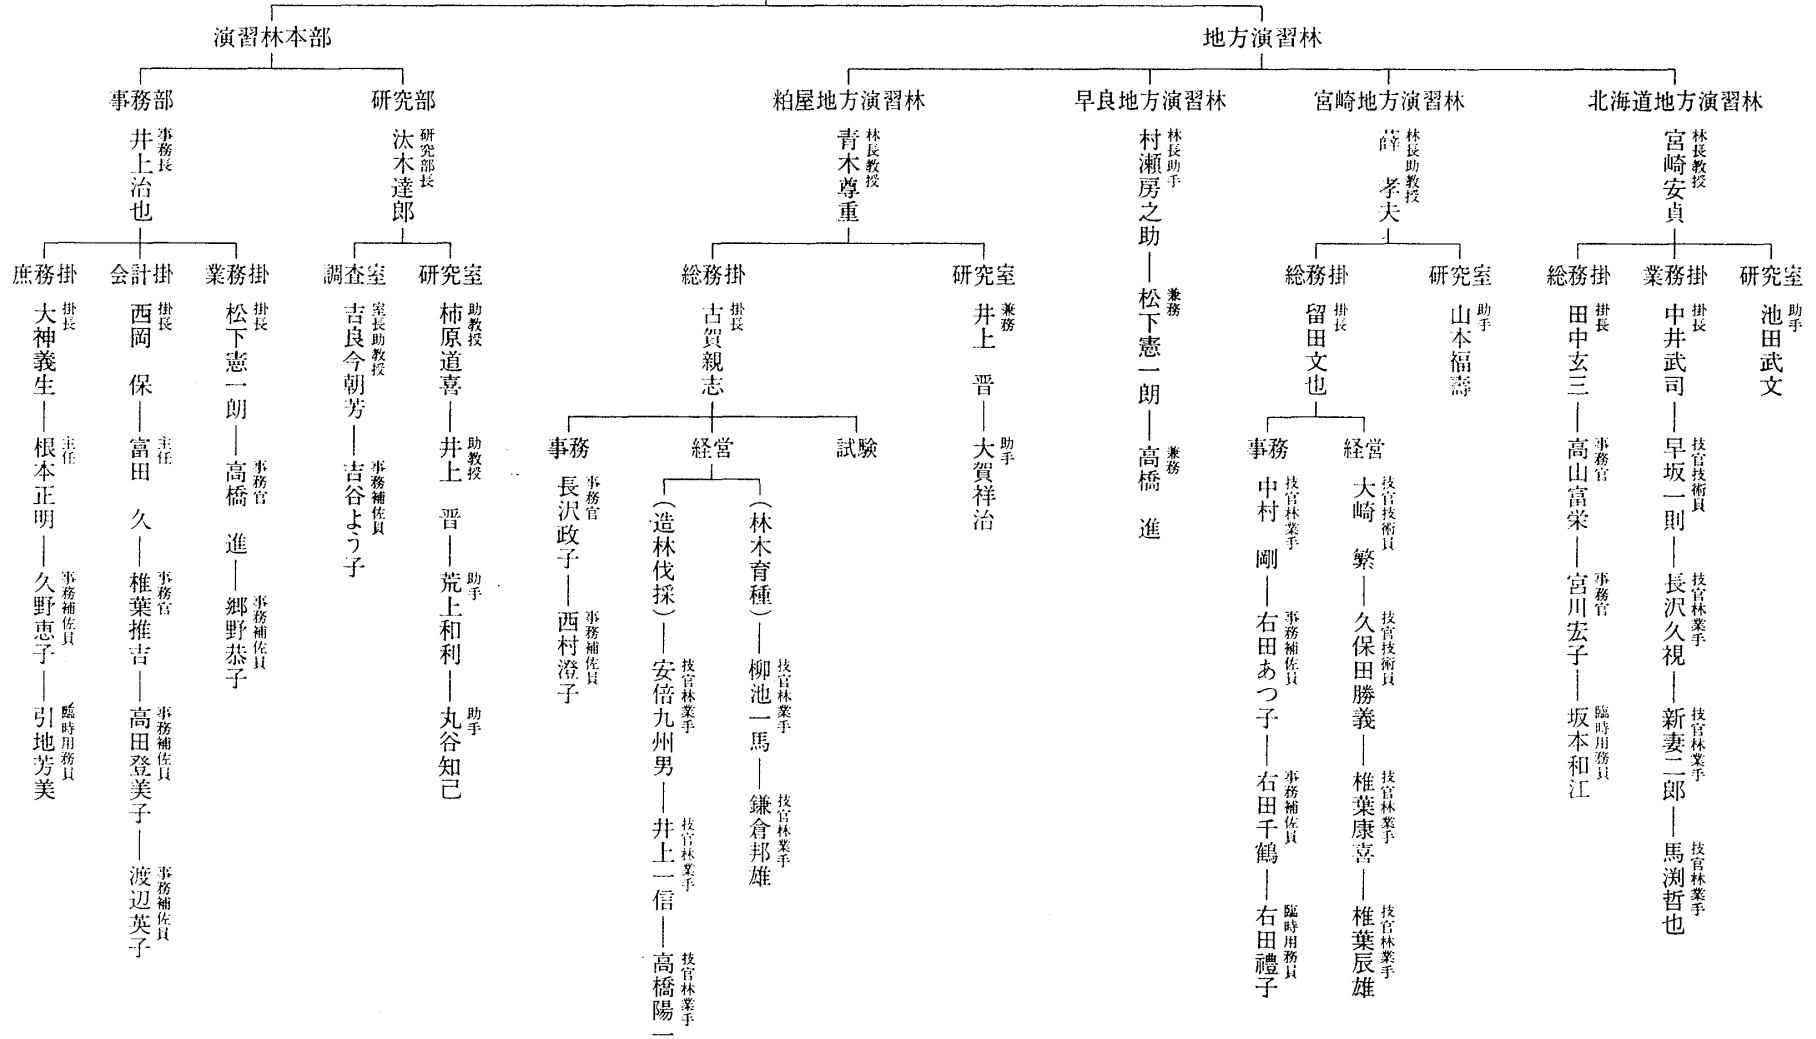 演習林本部
地方演習林
事務部
研究部
粕屋地方演習林
早良地方演習林
宮崎地方演習林
北海道地方演習林
事務長
井上治也
研究部長
汰木達郎
林長教授
青木尊重
林長助手
村瀬房之助
兼務
松下憲一朗
兼務
高橋　進
林長助教授
薛　孝夫
林長教授
宮崎安貞
庶務掛
会計掛
業務掛
調査室
研究室
総務掛
研究室
総務掛
研究室
総務掛
業務掛
研究室
掛長
大神義生
主任
根本正明
事務補佐員
久野恵子
臨時用務員
引地芳美
掛長
西岡　保
主任
富田　久
事務官
椎葉推吉
事務補佐員
高田登美子
事務補佐員
渡辺英子
掛長
松下憲一朗
事務官
高橋　進
事務補佐員
郷野恭子
室長助教授
吉良今朝芳
事務補佐員
吉谷よう子
助教授
柿原道喜
助教授
井上　晋
助手
荒上和利
助手
丸谷知己
掛長
古賀親志
事務
経営
試験
事務官
長沢政子
事務補佐員
西村澄子
（造林伐採）
技官林業手
安倍九州男
技官林業手
井上一信
技官林業手
高橋陽一
（林木育種）
技官林業手
柳池一馬
技官林業手
鎌倉邦雄
兼務
井上　晋
助手
大賀祥治
掛長
留田文也
事務
経営
技官林業手
中村　剛
事務補佐員
右田あつ子
事務補佐員
右田千鶴
臨時用務員
右田禮子
技官技術員
大崎　繁
技官技術員
久保田勝義
技官林業手
椎葉康喜
技官林業手
椎葉辰雄
助手
山本福壽
掛長
田中玄三
事務官
高山富栄
事務官
宮川宏子
臨時用務員
坂本和江
掛長
中井武司
技官技術員
早坂一則
技官林業手
長沢久視
技官林業手
新妻二郎
技官林業手
馬渕哲也
助手
池田武文